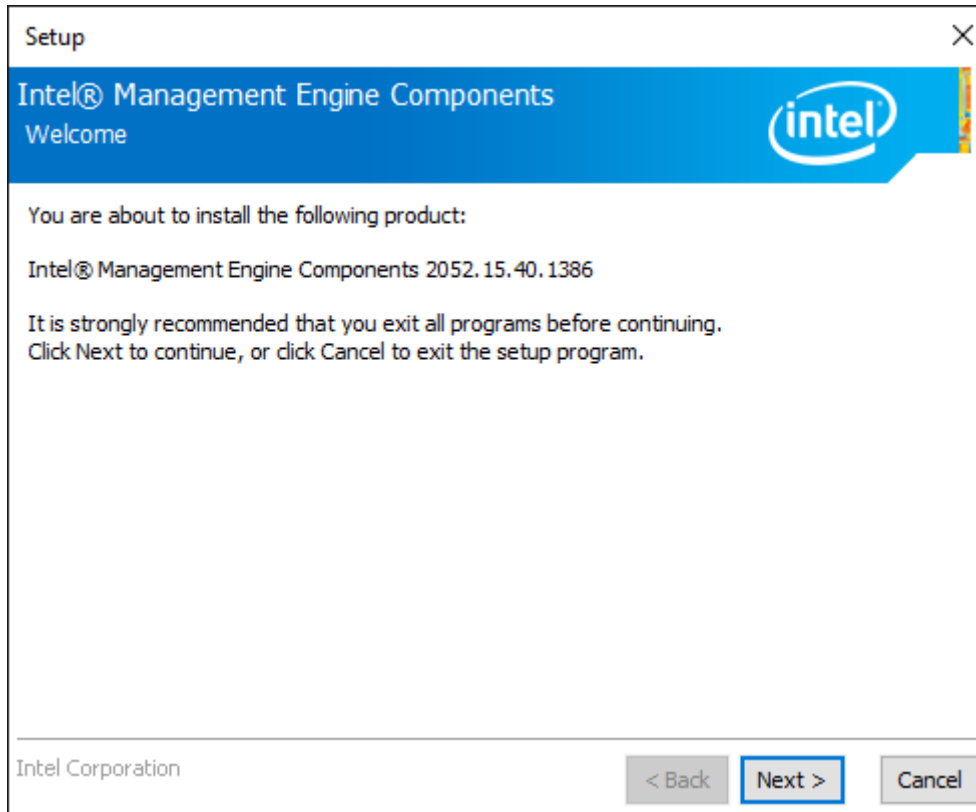 Setup
Intel® Management Engine Components
Welcome
intel
You are about to install the following product:
Intel® Management Engine Components 2052.15.40.1386
It is strongly recommended that you exit all programs before continuing.
Click Next to continue, or click Cancel to exit the setup program.
Intel Corporation
< Back
Next >
Cancel